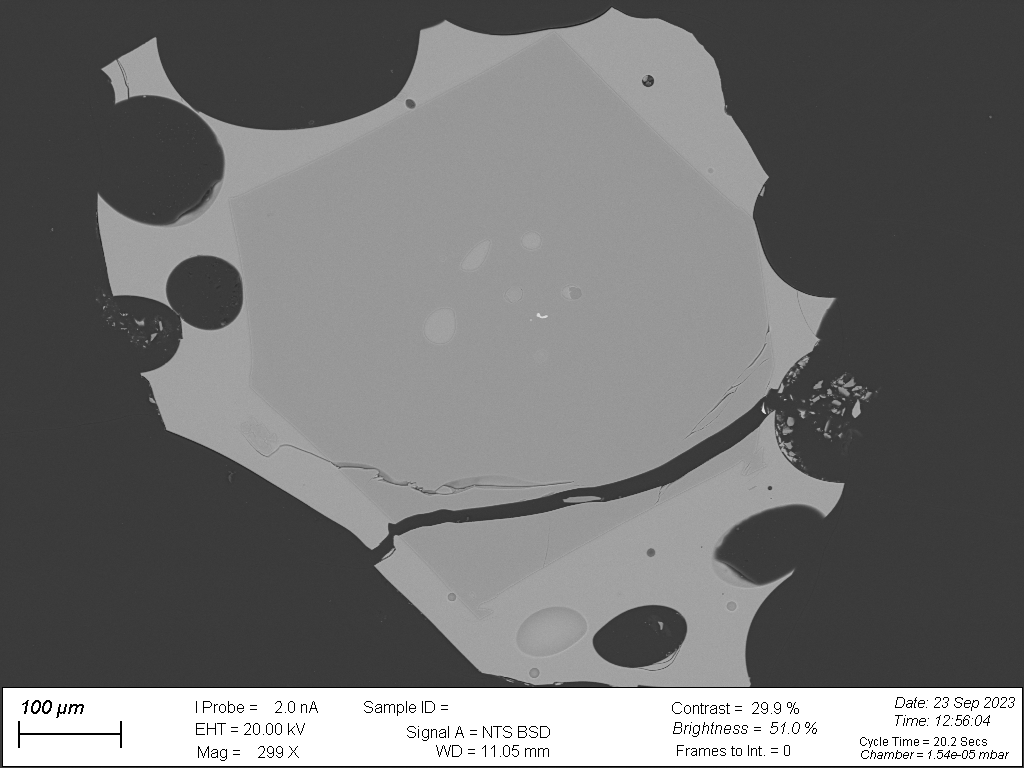 100 µm
I Probe = 2.0 nA
EHT = 20.00 kV
Mag = 299 X
Sample ID =
Signal A = NTS BSD
WD = 11.05 mm
Contrast = 29.9 %
Brightness = 51.0 %
Frames to Int. = 0
Date: 23 Sep 2023
Time: 12:56:04
Cycle Time = 20.2 Secs
Chamber = 1.54e-05 mbar